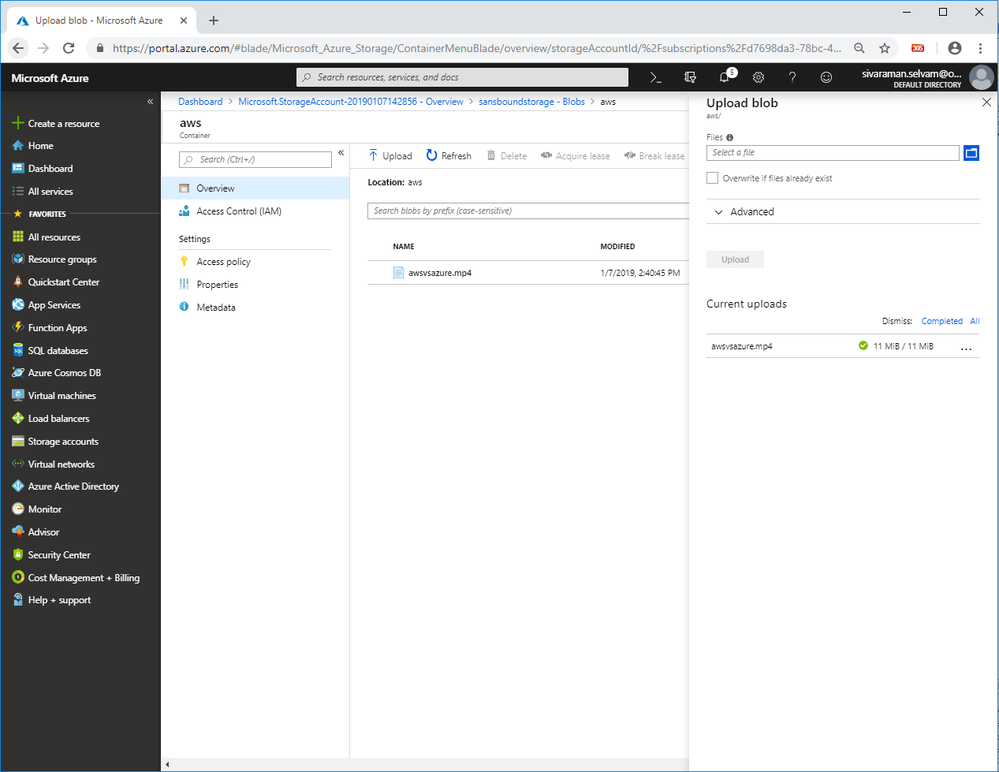 Upload blob - Microsoft Azure
https://portal.azure.com/#blade/Microsoft_Azure_Storage/ContainerMenuBlade/overview/storageAccountId/%2Fsubscriptions%2Fd7698da3-78bc-4...
365
Microsoft Azure
Search resources, services, and docs
5
sivaraman.selvam@o...
DEFAULT DIRECTORY
Create a resource
Home
Dashboard
All services
FAVORITES
All resources
Resource groups
Quickstart Center
App Services
Function Apps
SQL databases
Azure Cosmos DB
Virtual machines
Load balancers
Storage accounts
Virtual networks
Azure Active Directory
Monitor
Advisor
Security Center
Cost Management + Billing
Help + support
Dashboard > Microsoft.StorageAccount-20190107142856 - Overview > sansboundstorage - Blobs > aws
aws
Container
Search (Ctrl+/)
Overview
Access Control (IAM)
Settings
Access policy
Properties
Metadata
Upload Refresh Delete Acquire lease Break lease
Location: aws
Search blobs by prefix (case-sensitive)
NAME MODIFIED
awsvsazure.mp4 1/7/2019, 2:40:45 PM
Upload blob
aws/
Files
Select a file
Overwrite if files already exist
Advanced
Upload
Current uploads
Dismiss: Completed All
awsvsazure.mp4 11 MiB / 11 MiB ...